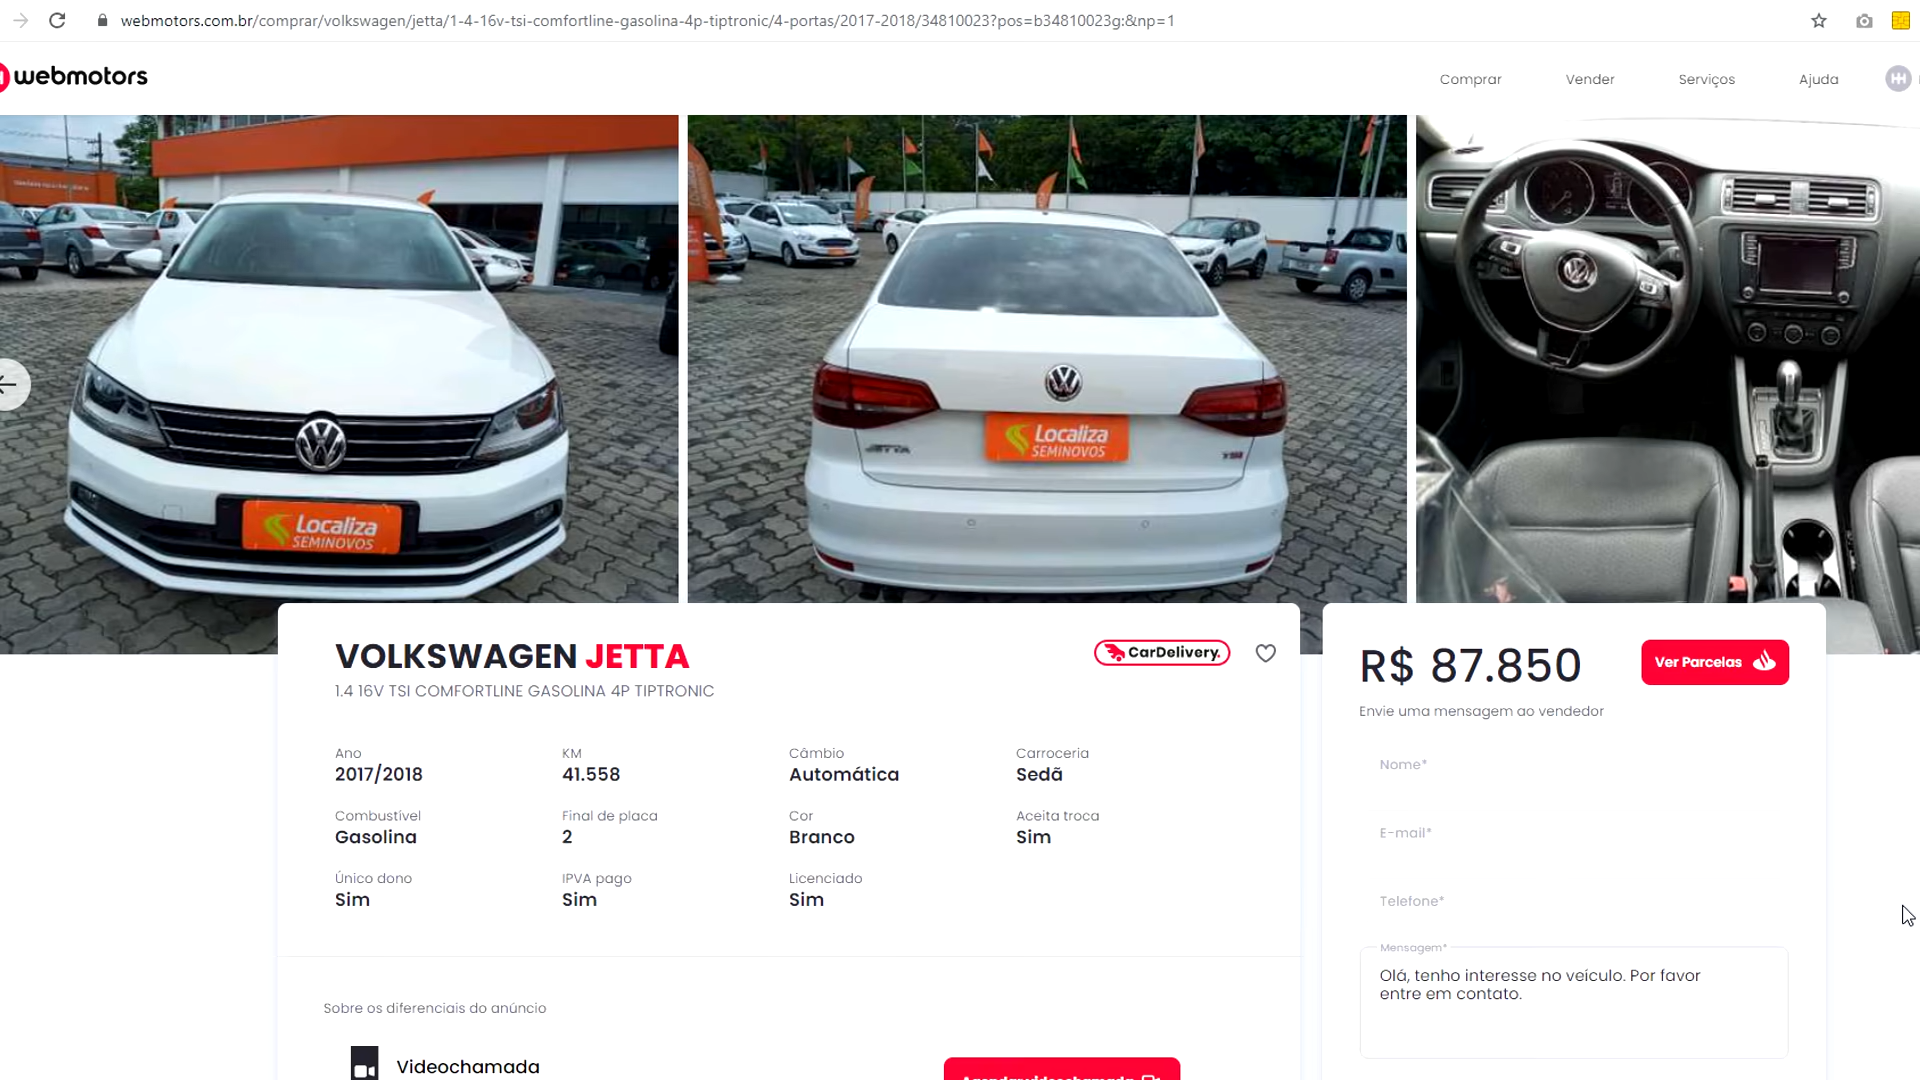 webmotors.com.br/comprar/volkswagen/jetta/1-4-16v-tsi-comfortline-gasolina-4p-tiptronic/4-portas/2017-2018/34810023?pos=b34810023g:&np=1
webmotors
Comprar Vender Serviços Ajuda
Localiza
SEMINOVOS
JETTA
Localiza
SEMINOVOS
TSI
VOLKSWAGEN JETTA
1.4 16V TSI COMFORTLINE GASOLINA 4P TIPTRONIC
CarDelivery.
Ano KM Câmbio Carroceria
2017/2018 41.558 Automática Sedã
Combustível Final de placa Cor Aceita troca
Gasolina 2 Branco Sim
Único dono IPVA pago Licenciado
Sim Sim Sim
Sobre os diferenciais do anúncio
Videochamada
R$ 87.850
Ver Parcelas
Envie uma mensagem ao vendedor
Nome*
E-mail*
Telefone*
Mensagem*
Olá, tenho interesse no veículo. Por favor
entre em contato.